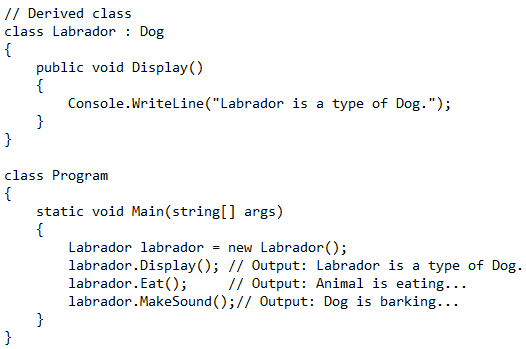 // Derived class
class Labrador : Dog
{
    public void Display()
    {
        Console.WriteLine("Labrador is a type of Dog.");
    }
}

class Program
{
    static void Main(string[] args)
    {
        Labrador labrador = new Labrador();
        labrador.Display(); // Output: Labrador is a type of Dog.
        labrador.Eat();     // Output: Animal is eating...
        labrador.MakeSound();// Output: Dog is barking...
    }
}